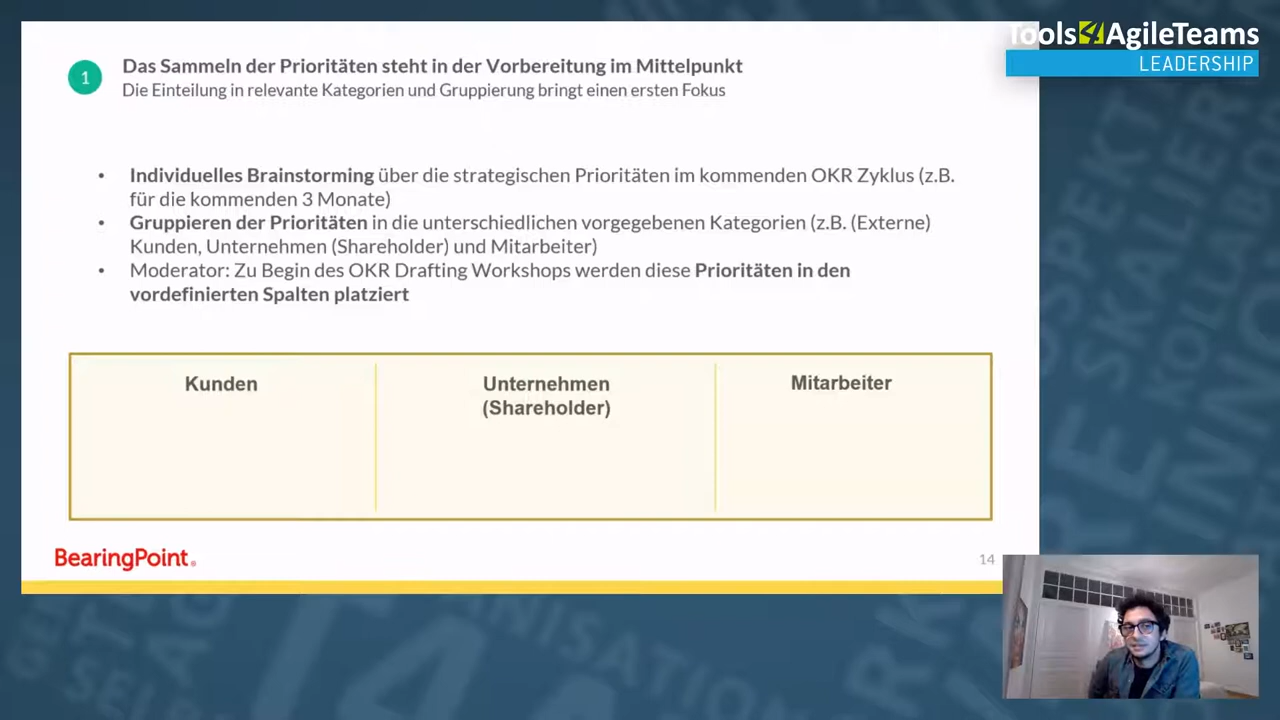 Tools4AgileTeams
LEADERSHIP
1
Das Sammeln der Prioritäten steht in der Vorbereitung im Mittelpunkt
Die Einteilung in relevante Kategorien und Gruppierung bringt einen ersten Fokus
• Individuelles Brainstorming über die strategischen Prioritäten im kommenden OKR Zyklus (z.B.
für die kommenden 3 Monate)
• Gruppieren der Prioritäten in die unterschiedlichen vorgegebenen Kategorien (z.B. (Externe)
Kunden, Unternehmen (Shareholder) und Mitarbeiter)
• Moderator: Zu Begin des OKR Drafting Workshops werden diese Prioritäten in den
vordefinierten Spalten platziert
Kunden
Unternehmen
(Shareholder)
Mitarbeiter
BearingPoint®
14